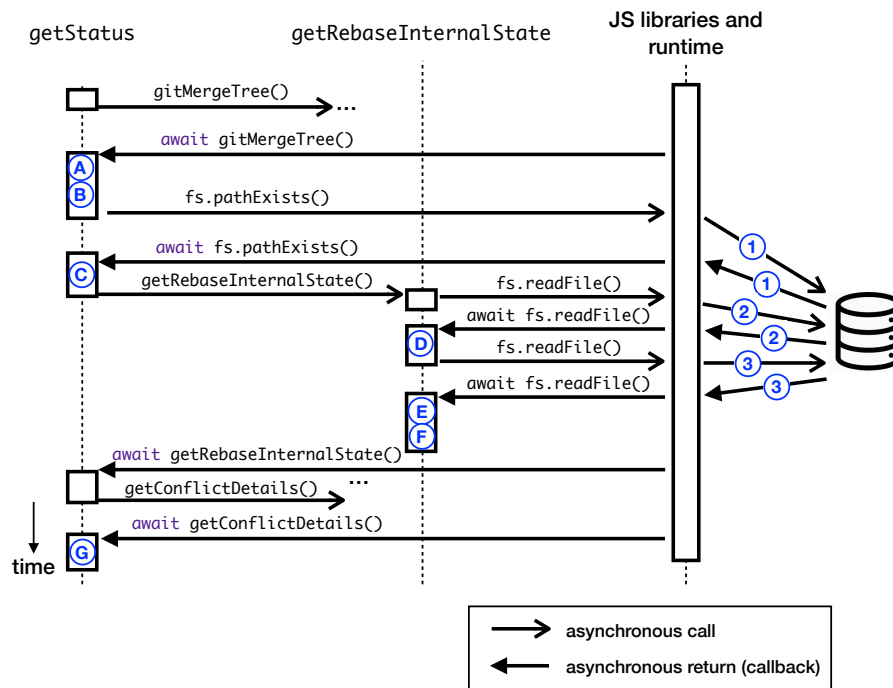 JS libraries and
runtime
getStatus
getRebaseInternalState
gitMergeTree()
...
await gitMergeTree()
A
B
fs.pathExists()
1
await fs.pathExists()
C
1
getRebaseInternalState()
fs.readFile()
2
await fs.readFile()
D
2
fs.readFile()
3
await fs.readFile()
3
E
F
await getRebaseInternalState()
...
getConflictDetails()
await getConflictDetails()
G
time
asynchronous call
asynchronous return (callback)